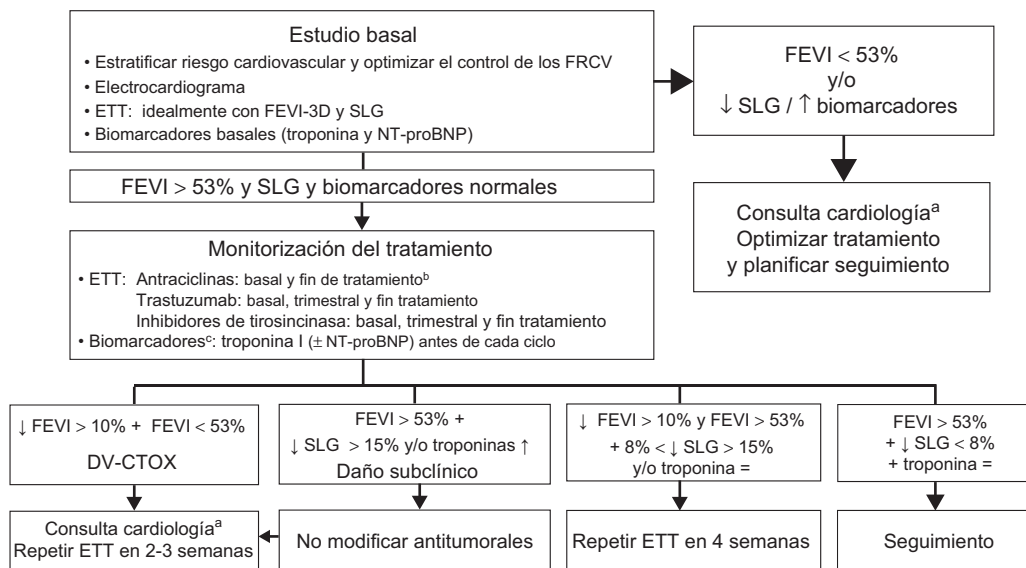 Estudio basal
• Estratificar riesgo cardiovascular y optimizar el control de los FRCV
• Electrocardiograma
• ETT: idealmente con FEVI-3D y SLG
• Biomarcadores basales (troponina y NT-proBNP)
FEVI < 53%
y/o
↓ SLG / ↑ biomarcadores
FEVI > 53% y SLG y biomarcadores normales
Consulta cardiologíaᵃ
Optimizar tratamiento
y planificar seguimiento
Monitorización del tratamiento
• ETT: Antraciclinas: basal y fin de tratamientoᵇ
Trastuzumab: basal, trimestral y fin tratamiento
Inhibidores de tirosincinasa: basal, trimestral y fin tratamiento
• Biomarcadoresᶜ: troponina I (± NT-proBNP) antes de cada ciclo
↓ FEVI > 10% + FEVI < 53%
DV-CTOX
FEVI > 53% +
↓ SLG > 15% y/o troponinas ↑
Daño subclínico
↓ FEVI > 10% y FEVI > 53%
+ 8% < ↓ SLG > 15%
y/o troponina =
FEVI > 53%
+ ↓ SLG < 8%
+ troponina =
Consulta cardiologíaᵃ
Repetir ETT en 2-3 semanas
No modificar antitumorales
Repetir ETT en 4 semanas
Seguimiento